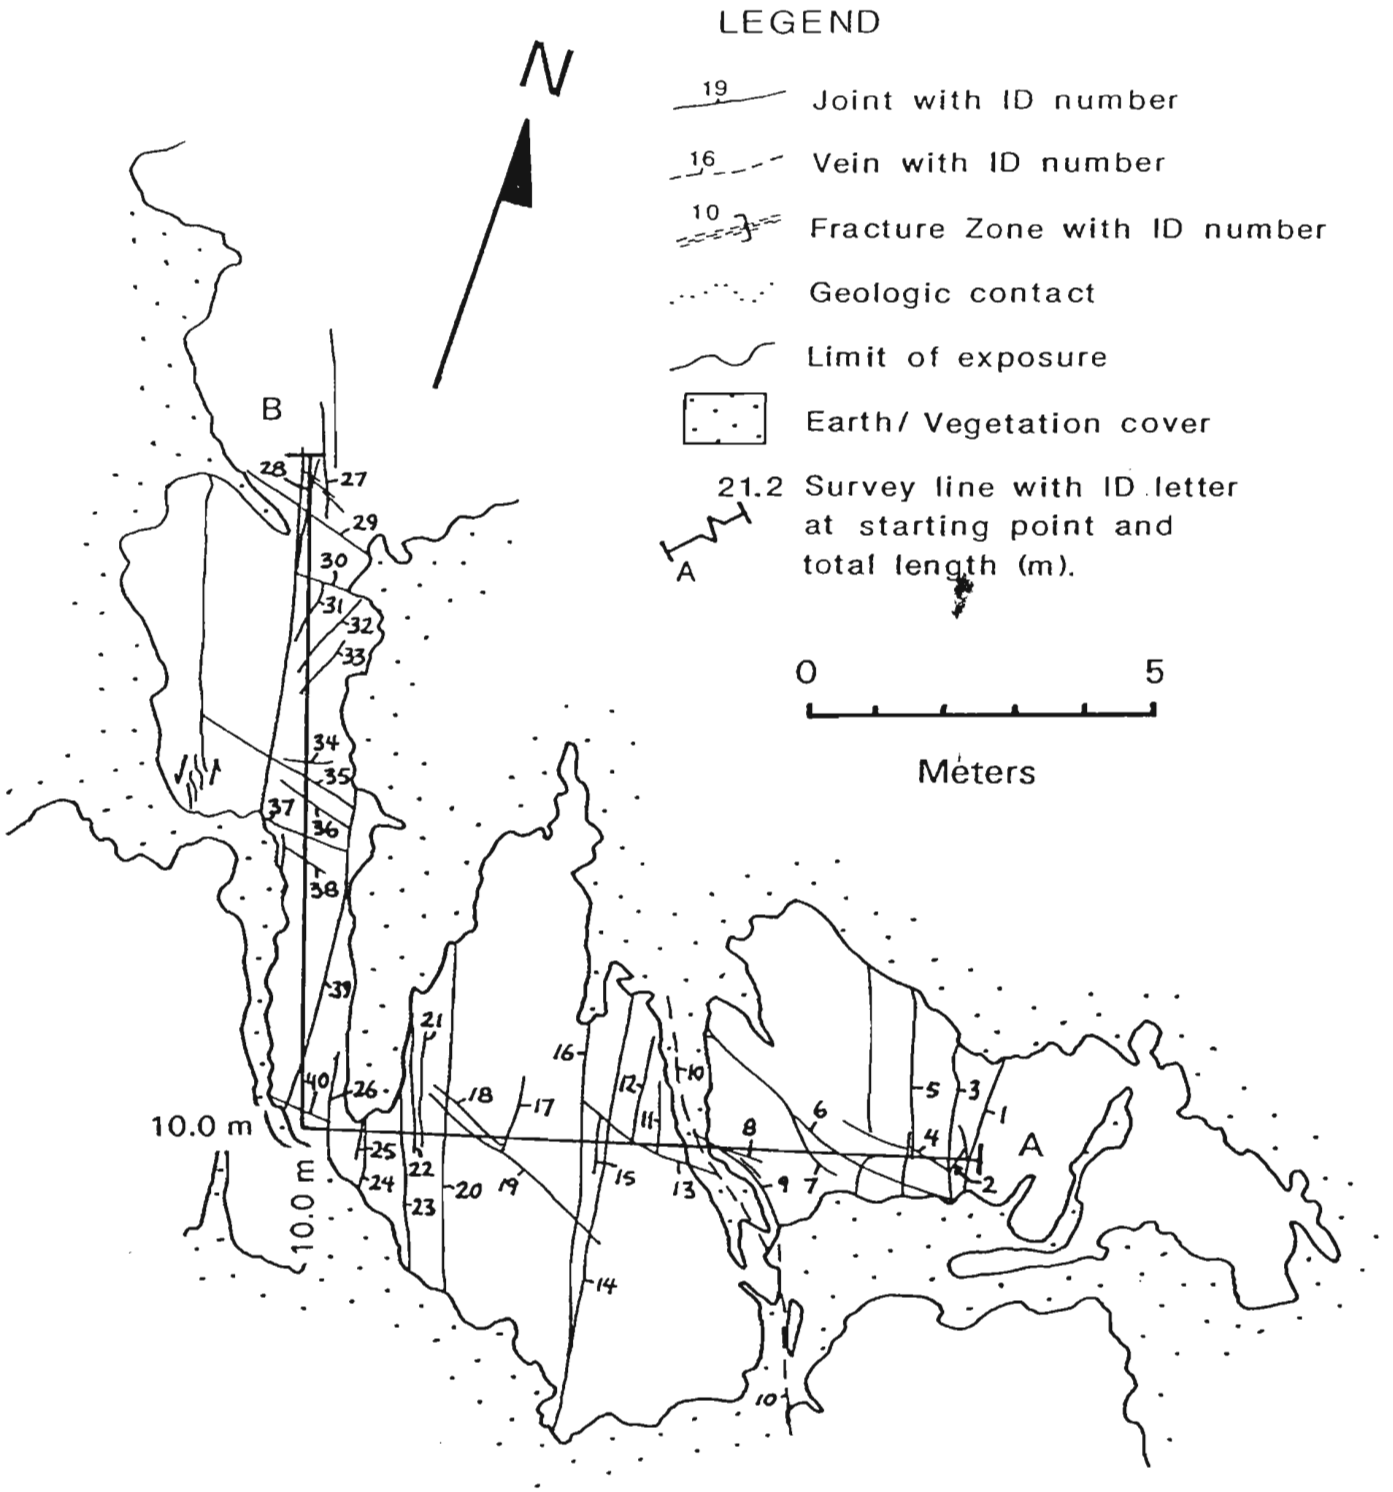 LEGEND
N
19
Joint with ID number
16
Vein with ID number
10
Fracture Zone with ID number
Geologic contact
Limit of exposure
Earth/ Vegetation cover
21.2 Survey line with ID letter
at starting point and
A
total length (m).
0 5
Meters
B
28
27
29
30
31
32
33
34
35
37
36
38
39
21
16
10
12
5
3
1
40
26
18
17
11
6
8
4
10.0 m
A
25
22
24
20
19
15
13
9
7
2
23
10.0 m
14
10